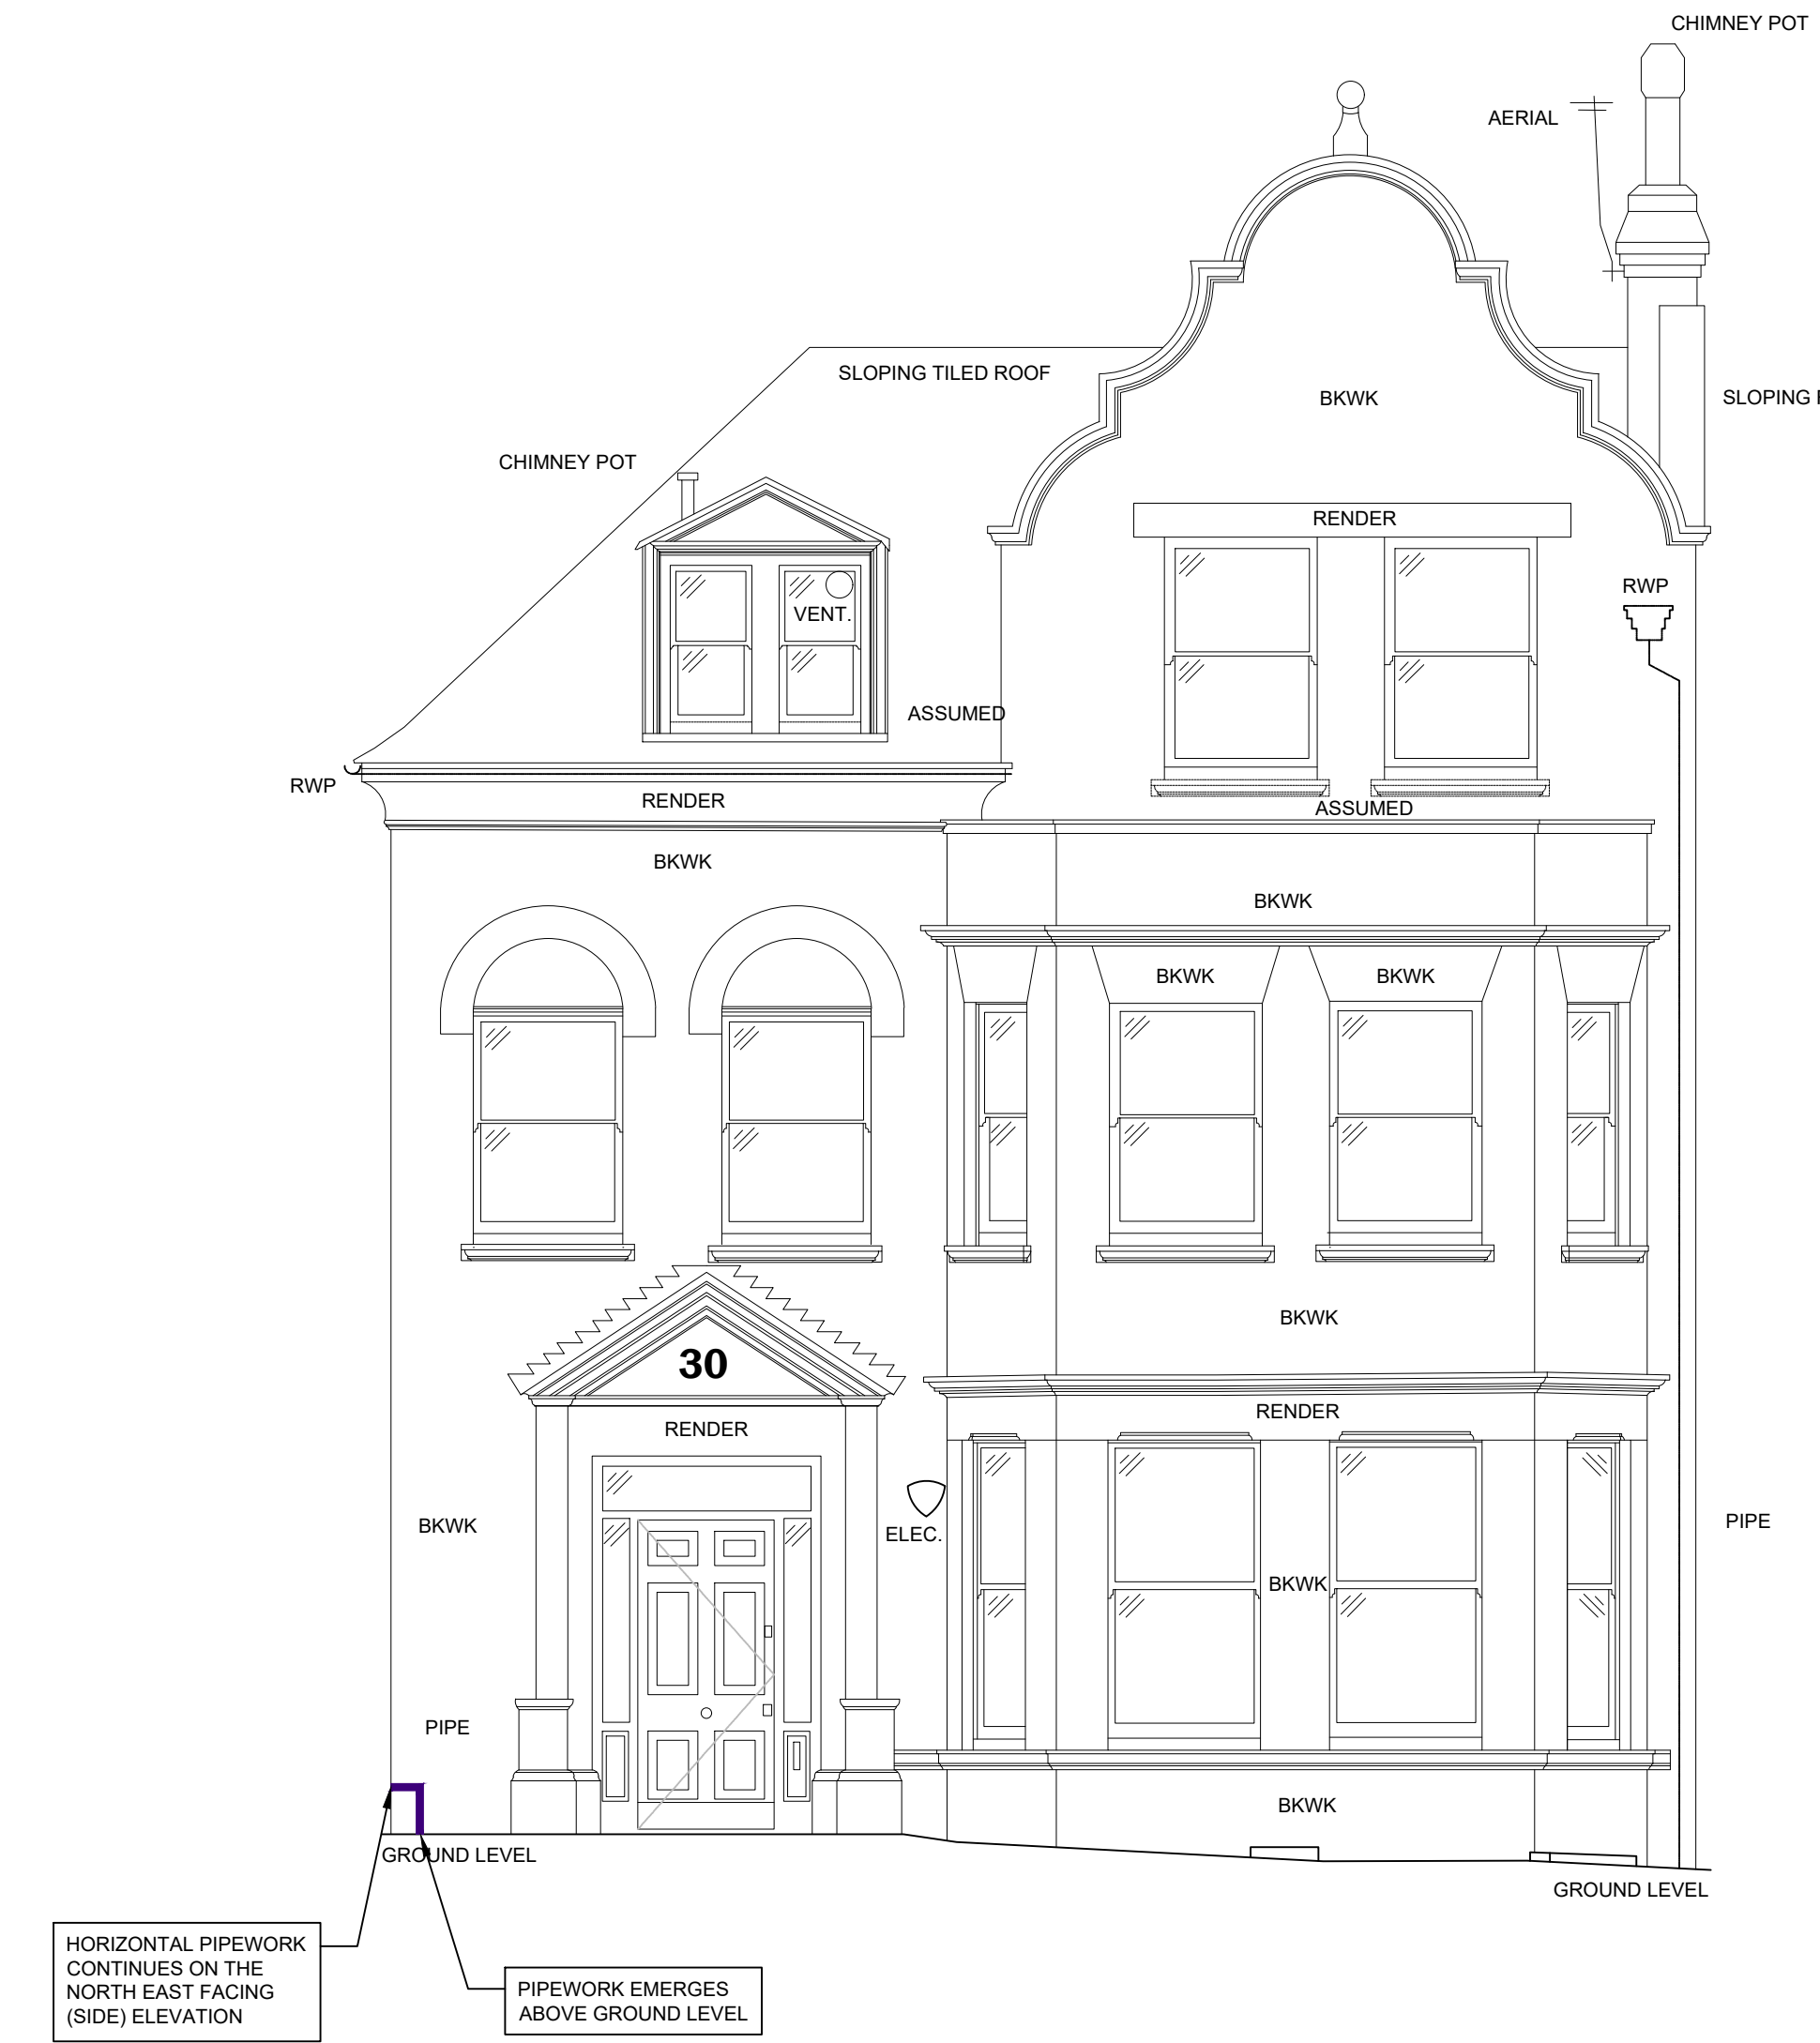 CHIMNEY POT
AERIAL
SLOPING TILED ROOF
BKWK
SLOPING
CHIMNEY POT
RENDER
RWP
VENT.
ASSUMED
RWP
RENDER
ASSUMED
BKWK
BKWK
BKWK
BKWK
BKWK
30
RENDER
RENDER
BKWK
ELEC.
PIPE
BKWK
PIPE
BKWK
GROUND LEVEL
GROUND LEVEL
HORIZONTAL PIPEWORK
CONTINUES ON THE
NORTH EAST FACING
(SIDE) ELEVATION
PIPEWORK EMERGES
ABOVE GROUND LEVEL